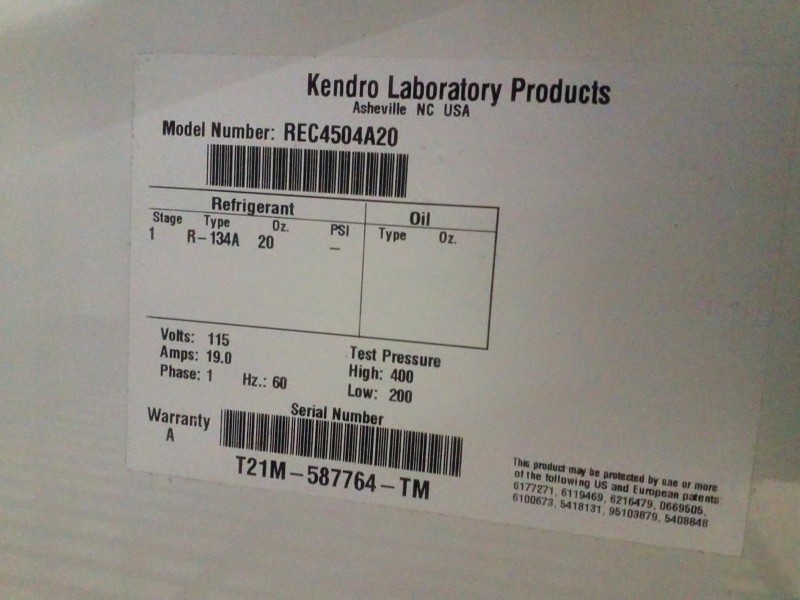 Kendro Laboratory Products
Asheville NC USA
Model Number: REC4504A20
Refrigerant Oil
Stage Type Oz. PSI Type Oz.
1 R-134A 20 –
Volts: 115
Amps: 19.0
Phase: 1 Hz.: 60
Test Pressure
High: 400
Low: 200
Warranty
A
Serial Number
T21M-587764-TM
This product may be protected by one or more
of the following US and European patents
6177271, 6119469, 6216479, 0669505,
6100673, 5418131, 95103879, 5408848